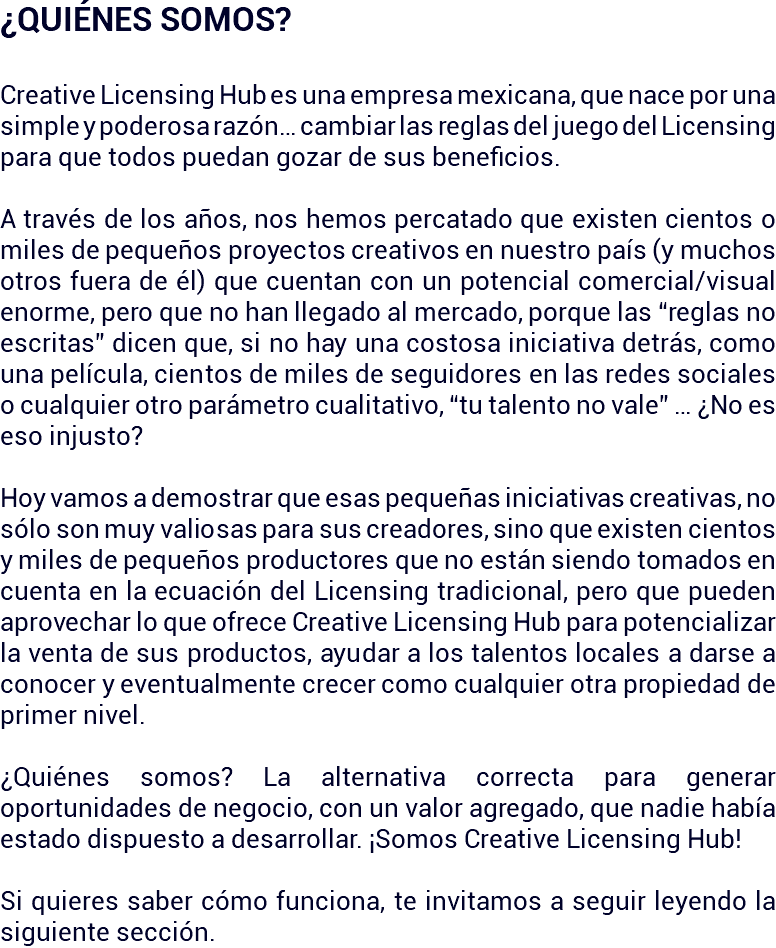 ¿QUIÉNES SOMOS?
Creative Licensing Hub es una empresa mexicana, que nace por una
simple y poderosa razón... cambiar las reglas del juego del Licensing
para que todos puedan gozar de sus beneficios.
A través de los años, nos hemos percatado que existen cientos o
miles de pequeños proyectos creativos en nuestro país (y muchos
otros fuera de él) que cuentan con un potencial comercial/visual
enorme, pero que no han llegado al mercado, porque las “reglas no
escritas” dicen que, si no hay una costosa iniciativa detrás, como
una película, cientos de miles de seguidores en las redes sociales
o cualquier otro parámetro cualitativo, “tu talento no vale” ... ¿No es
eso injusto?
Hoy vamos a demostrar que esas pequeñas iniciativas creativas, no
sólo son muy valiosas para sus creadores, sino que existen cientos
y miles de pequeños productores que no están siendo tomados en
cuenta en la ecuación del Licensing tradicional, pero que pueden
aprovechar lo que ofrece Creative Licensing Hub para potencializar
la venta de sus productos, ayudar a los talentos locales a darse a
conocer y eventualmente crecer como cualquier otra propiedad de
primer nivel.
¿Quiénes somos? La alternativa correcta para generar
oportunidades de negocio, con un valor agregado, que nadie había
estado dispuesto a desarrollar. ¡Somos Creative Licensing Hub!
Si quieres saber cómo funciona, te invitamos a seguir leyendo la
siguiente sección.